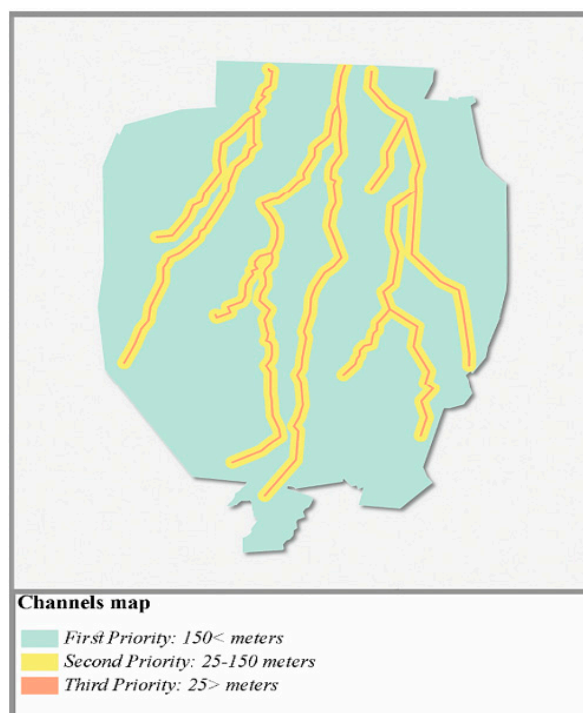 Channels map
First Priority: 150< meters
Second Priority: 25-150 meters
Third Priority: 25> meters